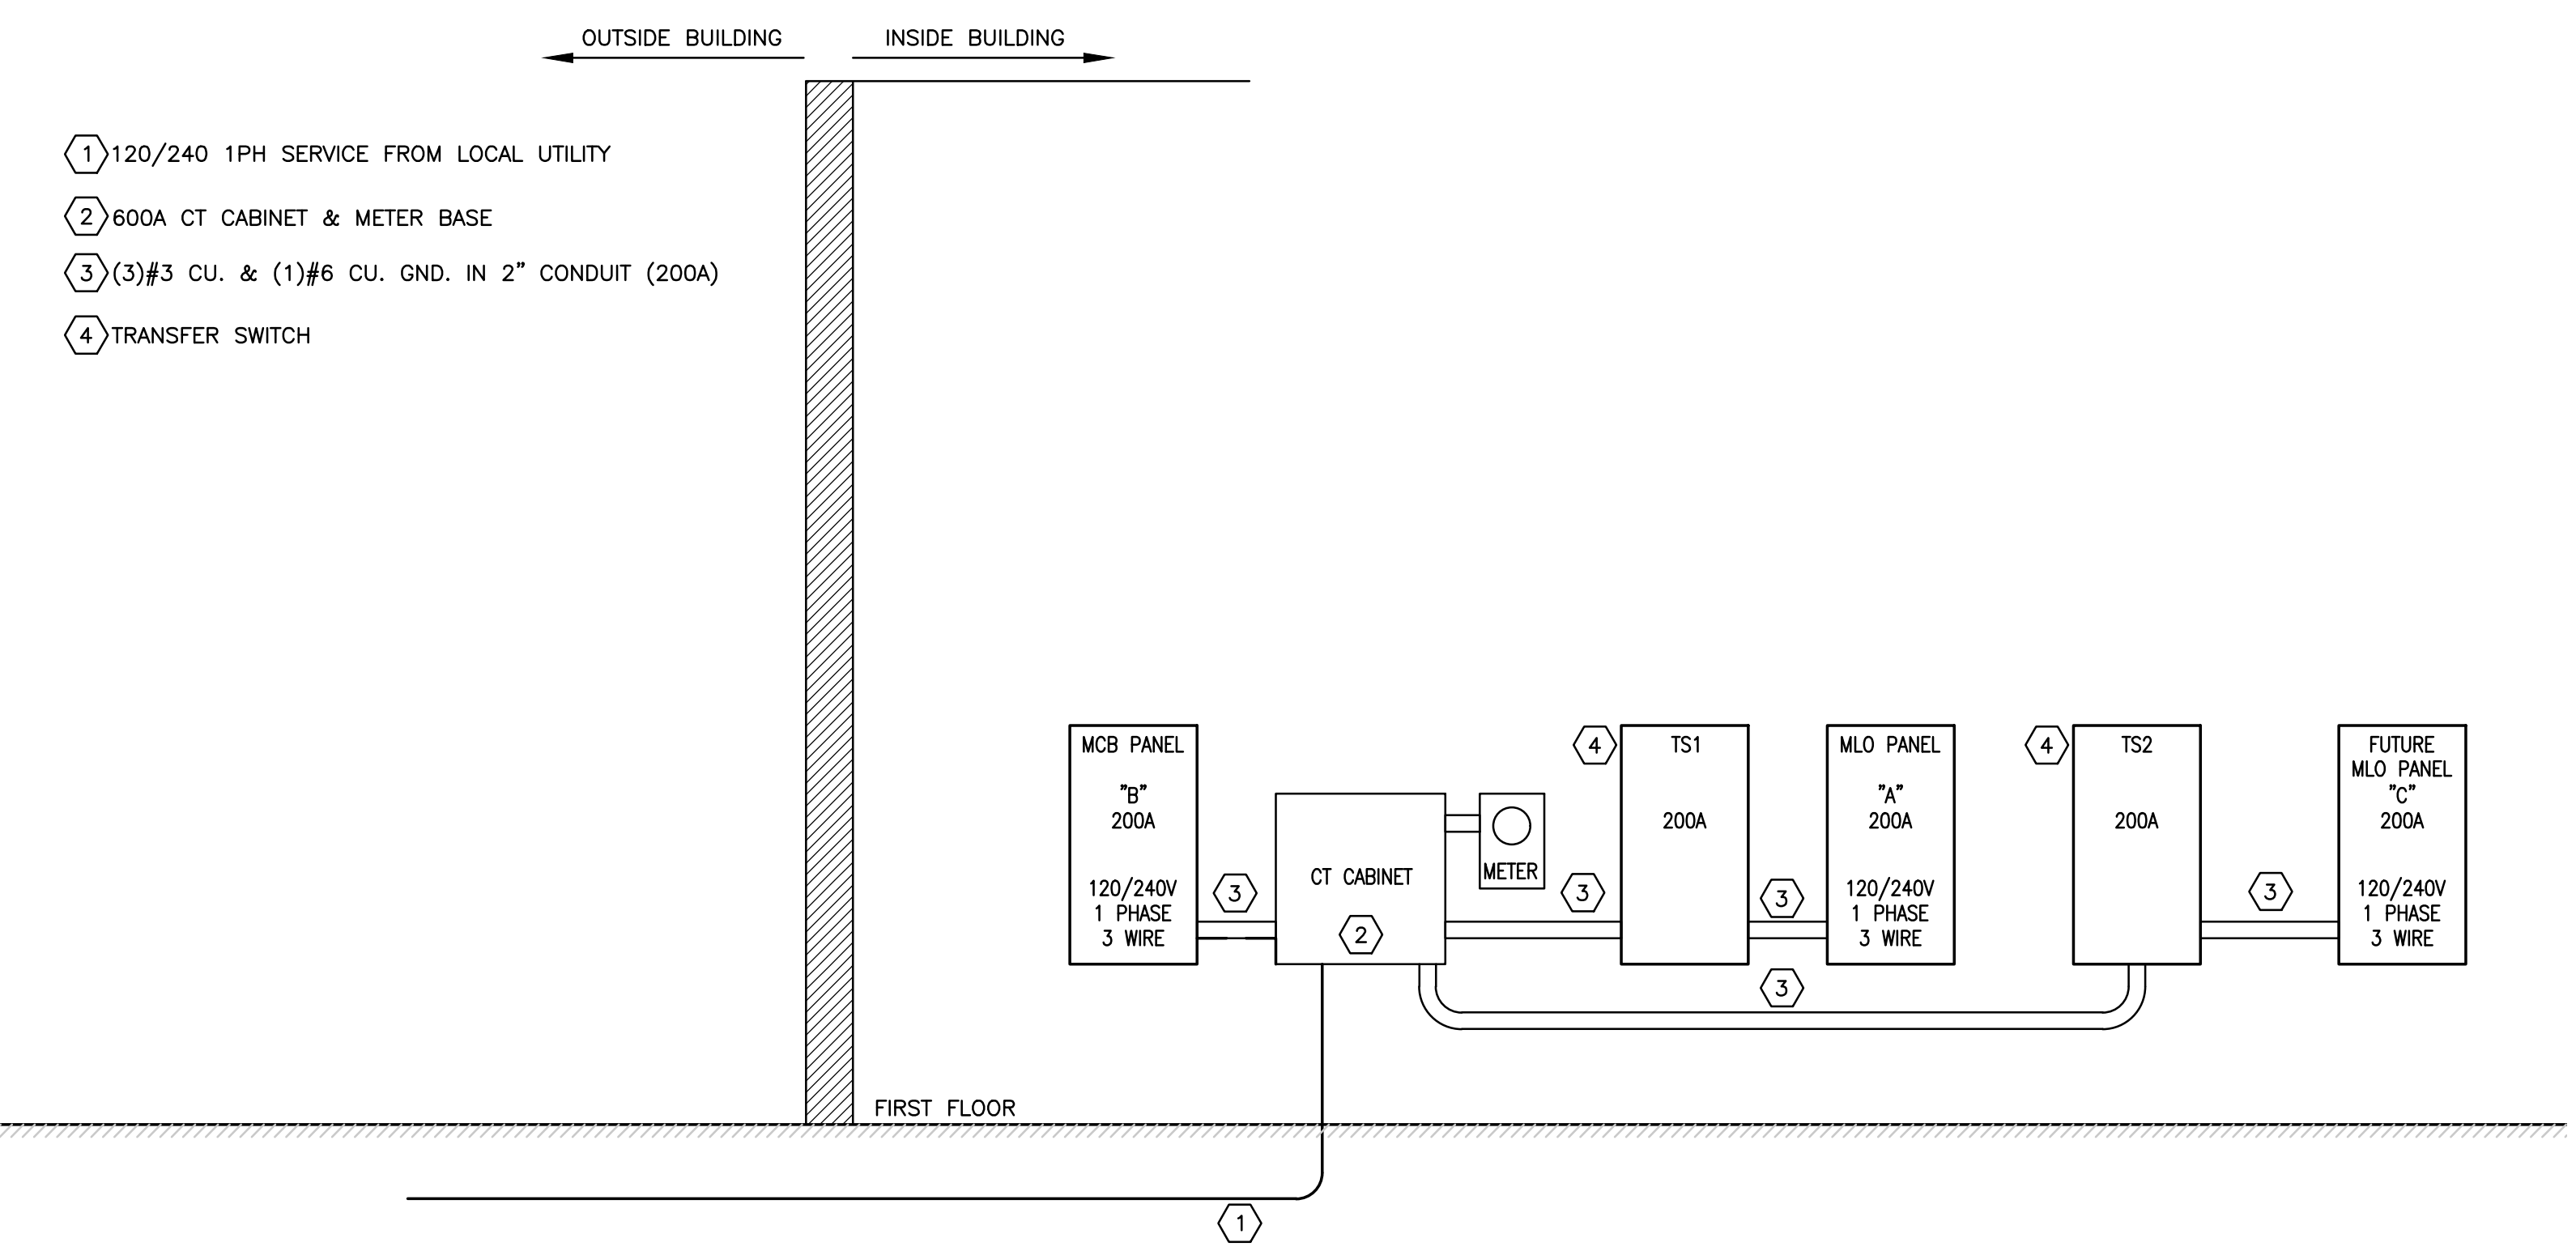 OUTSIDE BUILDING
INSIDE BUILDING
1 120/240 1PH SERVICE FROM LOCAL UTILITY
2 600A CT CABINET & METER BASE
3 (3)#3 CU. & (1)#6 CU. GND. IN 2" CONDUIT (200A)
4 TRANSFER SWITCH
MCB PANEL
"B"
200A
120/240V
1 PHASE
3 WIRE
3
CT CABINET
2
METER
3
4
TS1
200A
3
MLO PANEL
"A"
200A
120/240V
1 PHASE
3 WIRE
3
4
TS2
200A
3
FUTURE
MLO PANEL
"C"
200A
120/240V
1 PHASE
3 WIRE
FIRST FLOOR
1